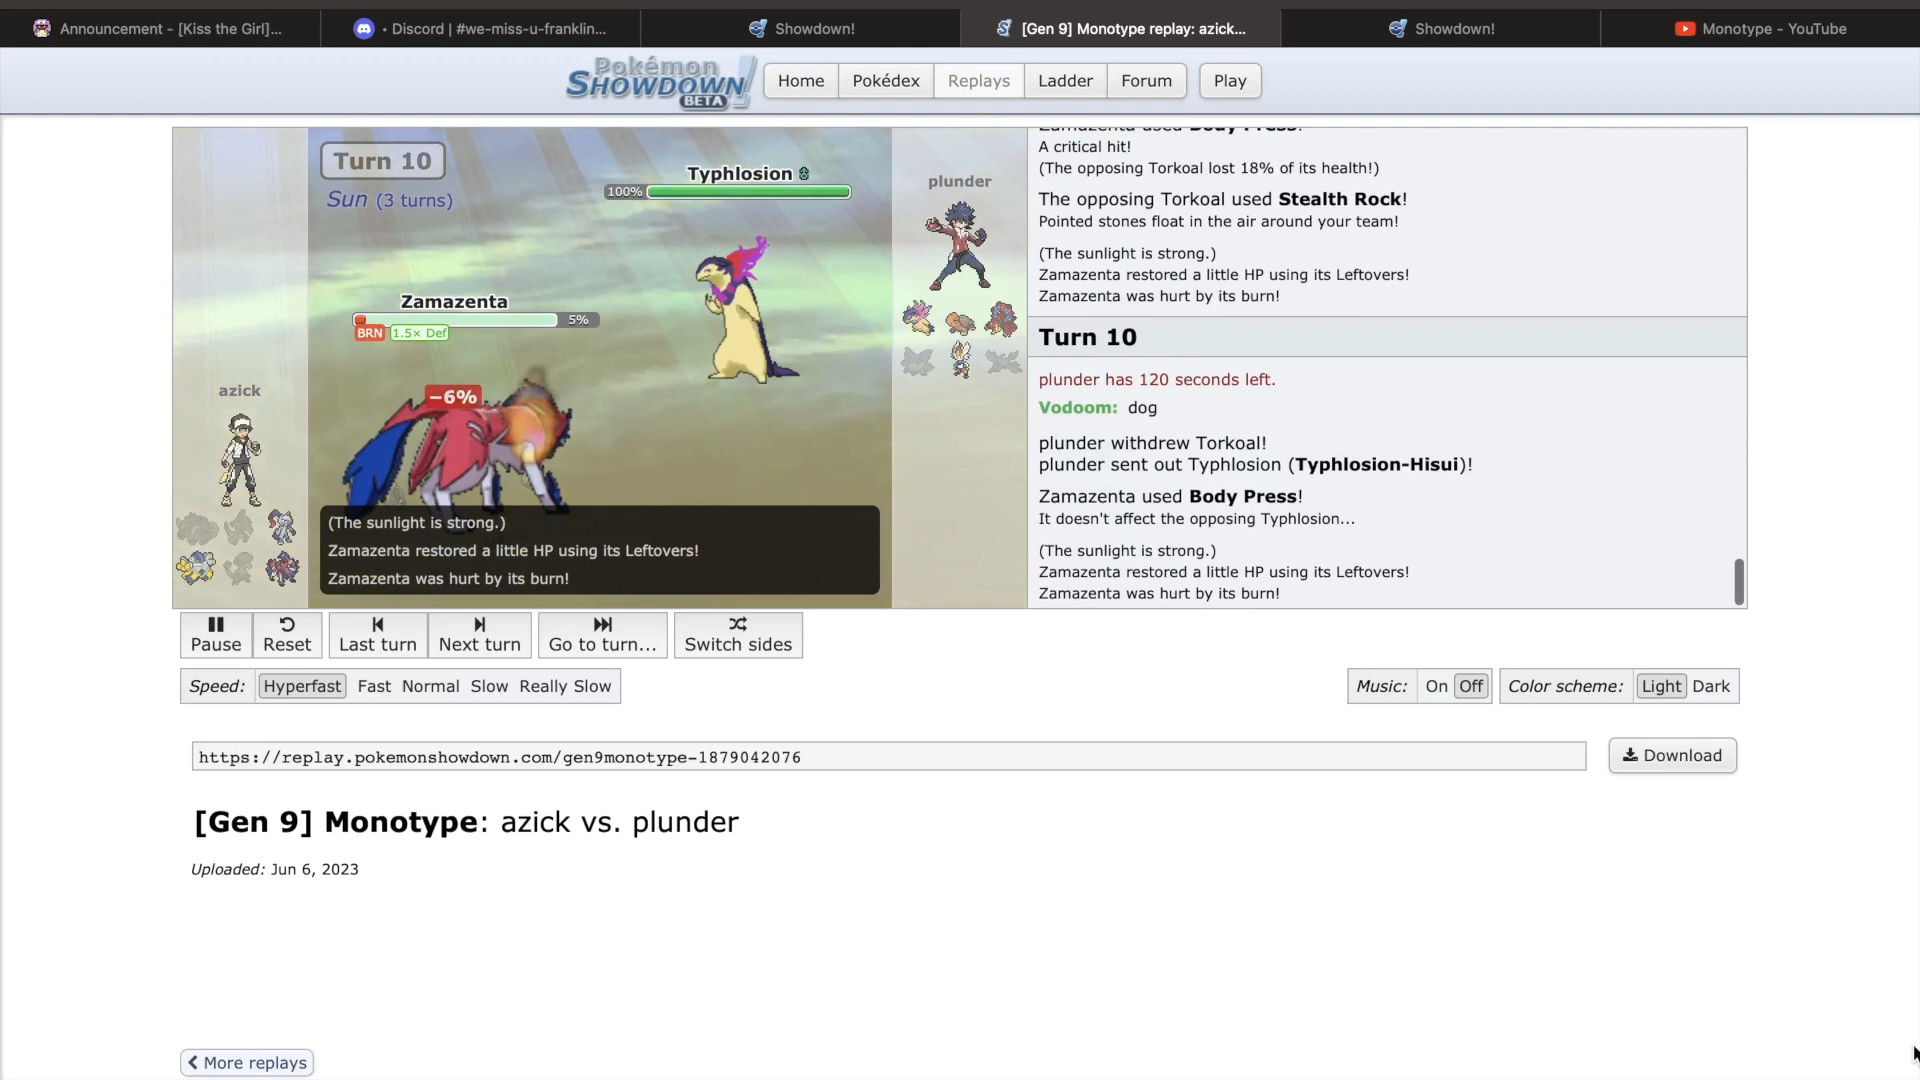 Announcement - [Kiss the Girl]...
• Discord | #we-miss-u-franklin...
Showdown!
[Gen 9] Monotype replay: azick...
Showdown!
Monotype - YouTube
Pokémon
SHOWDOWN!
BETA
Home
Pokédex
Replays
Ladder
Forum
Play
Turn 10
Sun (3 turns)
Typhlosion
100%
Zamazenta
5%
BRN 1.5× Def
−6%
azick
plunder
(The sunlight is strong.)
Zamazenta restored a little HP using its Leftovers!
Zamazenta was hurt by its burn!
Zamazenta used Body Press!
A critical hit!
(The opposing Torkoal lost 18% of its health!)
The opposing Torkoal used Stealth Rock!
Pointed stones float in the air around your team!
(The sunlight is strong.)
Zamazenta restored a little HP using its Leftovers!
Zamazenta was hurt by its burn!
Turn 10
plunder has 120 seconds left.
Vodoom: dog
plunder withdrew Torkoal!
plunder sent out Typhlosion (Typhlosion-Hisui)!
Zamazenta used Body Press!
It doesn't affect the opposing Typhlosion...
(The sunlight is strong.)
Zamazenta restored a little HP using its Leftovers!
Zamazenta was hurt by its burn!
Pause
Reset
Last turn
Next turn
Go to turn...
Switch sides
Speed: Hyperfast Fast Normal Slow Really Slow
Music: On Off
Color scheme: Light Dark
https://replay.pokemonshowdown.com/gen9monotype-1879042076
Download
[Gen 9] Monotype: azick vs. plunder
Uploaded: Jun 6, 2023
More replays